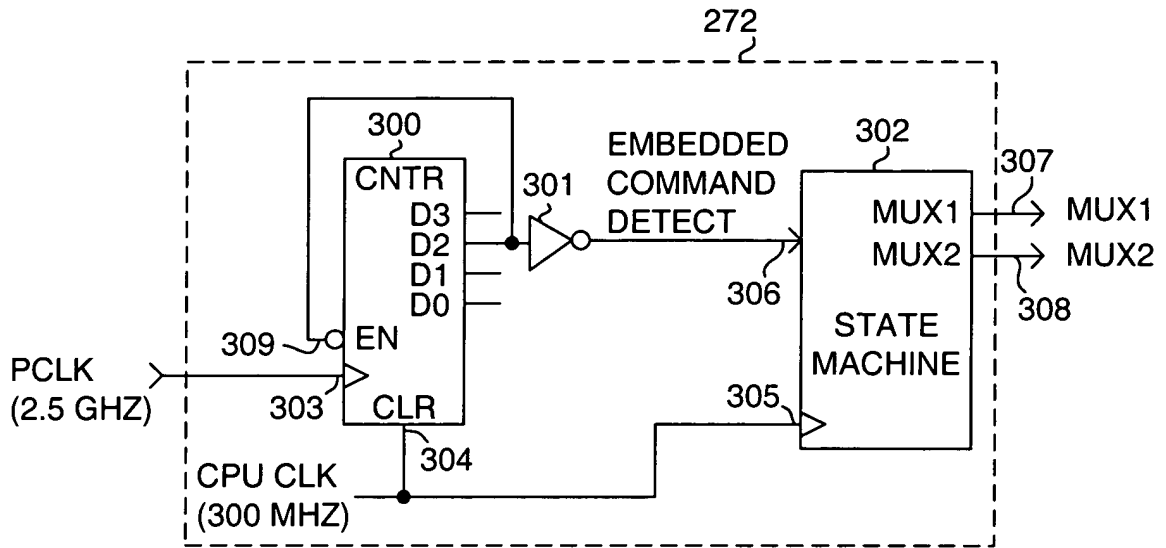 272
300
CNTR
D3
D2
D1
D0
EN
309
PCLK
(2.5 GHZ)
303
CLR
304
CPU CLK
(300 MHZ)
301
EMBEDDED
COMMAND
DETECT
306
302
MUX1
MUX2
STATE
MACHINE
305
307
MUX1
MUX2
308